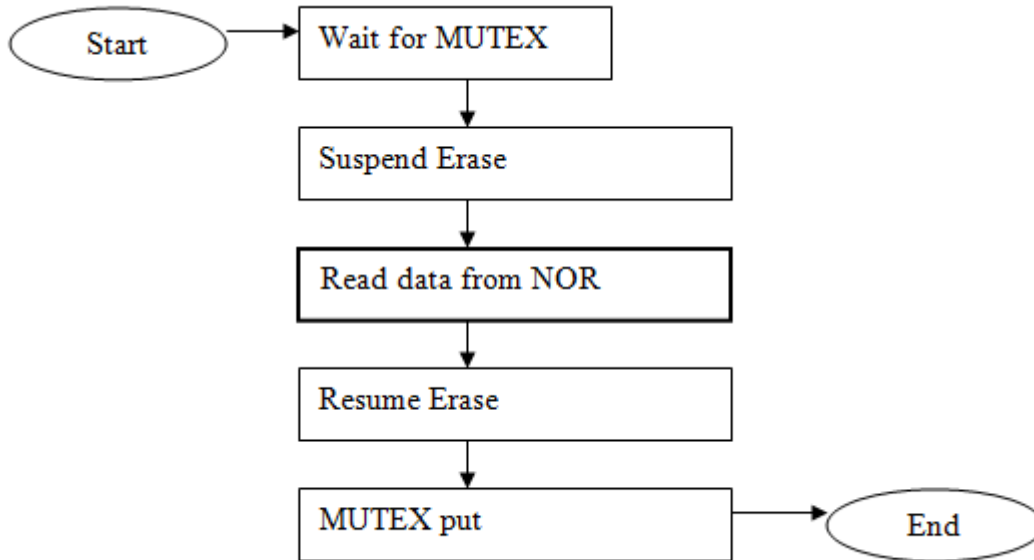 Start
Wait for MUTEX
Suspend Erase
Read data from NOR
Resume Erase
MUTEX put
End